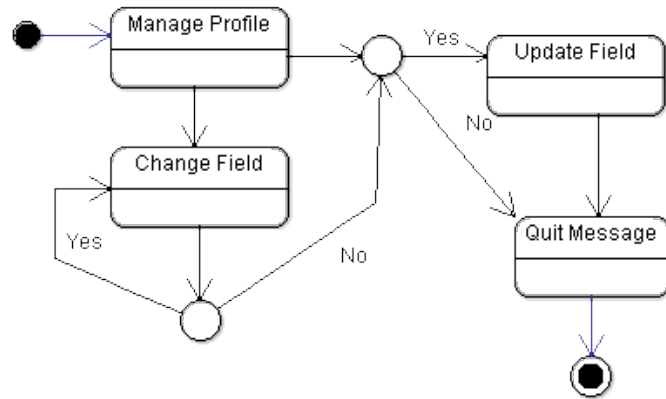 Manage Profile
Yes
Update Field
No
Change Field
Yes
No
Quit Message